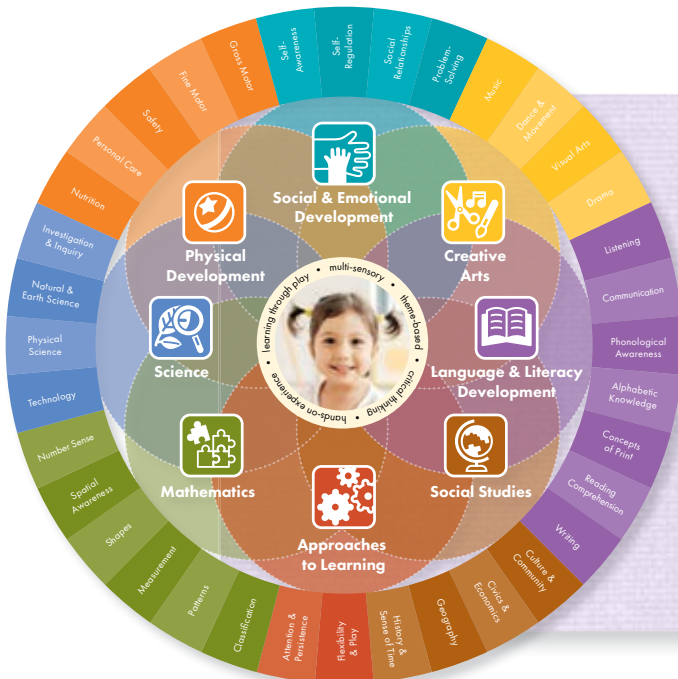 Self-
Awareness
Self-
Regulation
Social
Relationships
Problem-
Solving
Music
Dance &
Movement
Visual Arts
Drama
Listening
Communication
Phonological
Awareness
Alphabetic
Knowledge
Concepts
of Print
Reading
Comprehension
Writing
Culture &
Community
Civics &
Economics
Geography
History &
Sense of Time
Flexibility
& Play
Attention &
Persistence
Classification
Patterns
Measurement
Shapes
Spatial
Awareness
Number Sense
Technology
Physical
Science
Natural &
Earth Science
Investigation
& Inquiry
Nutrition
Personal Care
Safety
Fine Motor
Gross Motor
Social & Emotional
Development
Creative
Arts
Language & Literacy
Development
Social Studies
Approaches
to Learning
Mathematics
Science
Physical
Development
learning through play • multi-sensory • theme-based • critical thinking • hands-on experience •